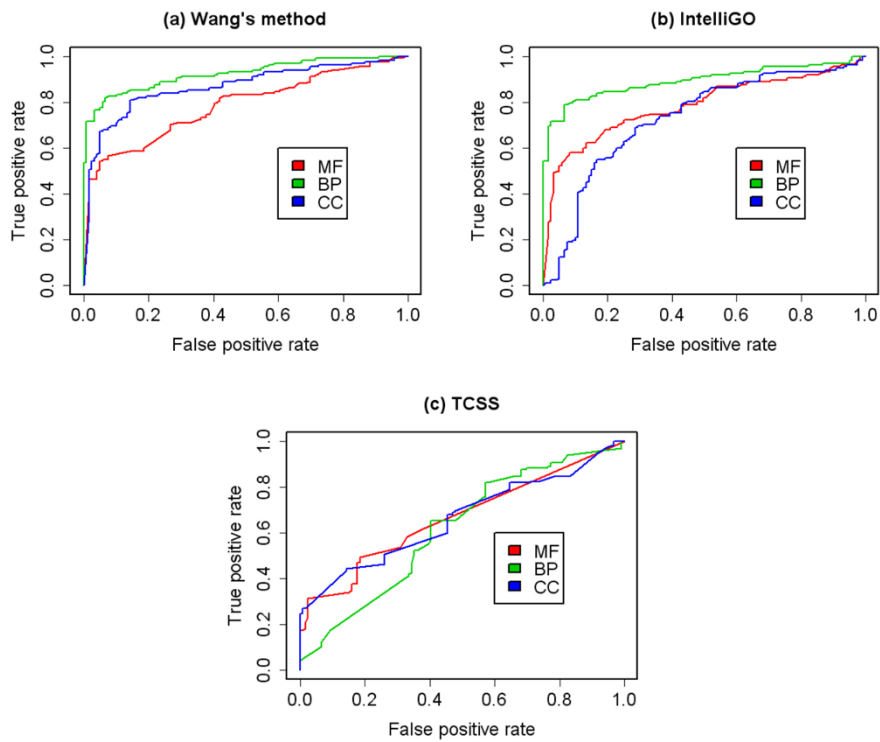 (a) Wang's method
True positive rate
0.0 0.2 0.4 0.6 0.8 1.0
MF
BP
CC
0.0 0.2 0.4 0.6 0.8 1.0
False positive rate
(b) IntelliGO
True positive rate
0.0 0.2 0.4 0.6 0.8 1.0
MF
BP
CC
0.0 0.2 0.4 0.6 0.8 1.0
False positive rate
(c) TCSS
True positive rate
0.0 0.2 0.4 0.6 0.8 1.0
MF
BP
CC
0.0 0.2 0.4 0.6 0.8 1.0
False positive rate